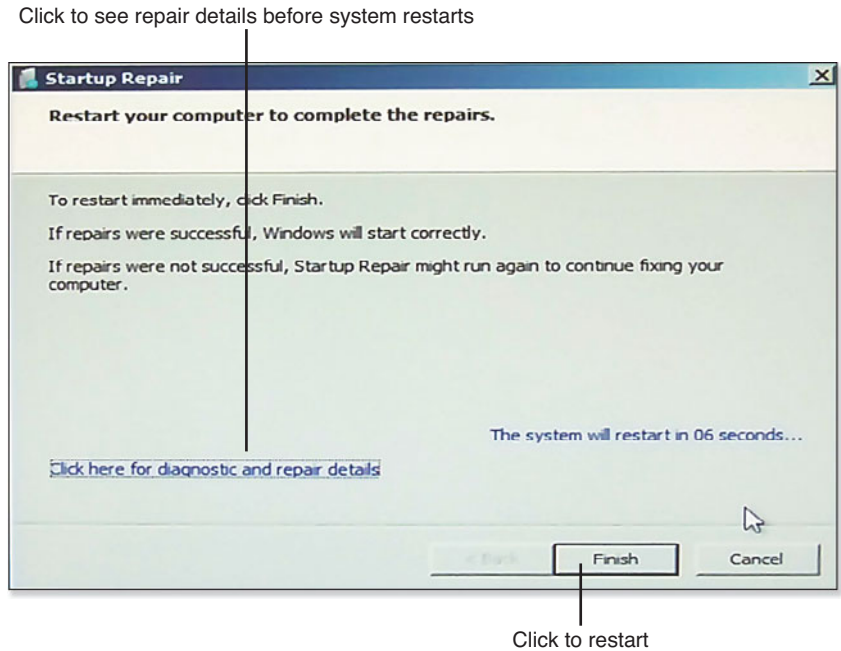 Click to see repair details before system restarts
Startup Repair
Restart your computer to complete the repairs.
To restart immediately, click Finish.
If repairs were successful, Windows will start correctly.
If repairs were not successful, Startup Repair might run again to continue fixing your
computer.
The system will restart in 06 seconds...
Click here for diagnostic and repair details
< Back
Finish
Cancel
Click to restart